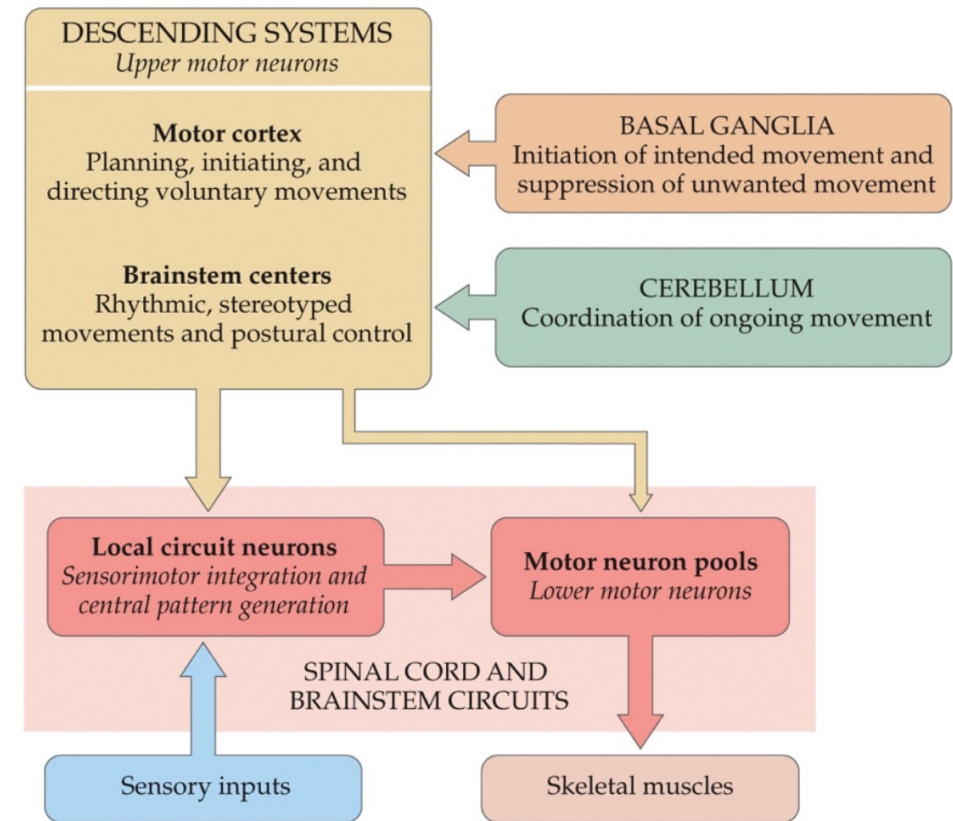 DESCENDING SYSTEMS
Upper motor neurons
Motor cortex
Planning, initiating, and
directing voluntary movements
Brainstem centers
Rhythmic, stereotyped
movements and postural control
BASAL GANGLIA
Initiation of intended movement and
suppression of unwanted movement
CEREBELLUM
Coordination of ongoing movement
Local circuit neurons
Sensorimotor integration and
central pattern generation
Motor neuron pools
Lower motor neurons
SPINAL CORD AND
BRAINSTEM CIRCUITS
Sensory inputs
Skeletal muscles